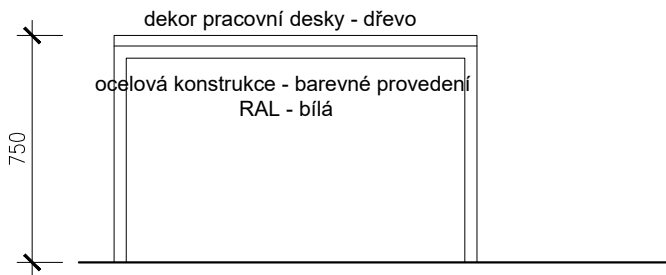 dekor pracovní desky - dřevo
ocelová konstrukce - barevné provedení
RAL - bílá
750